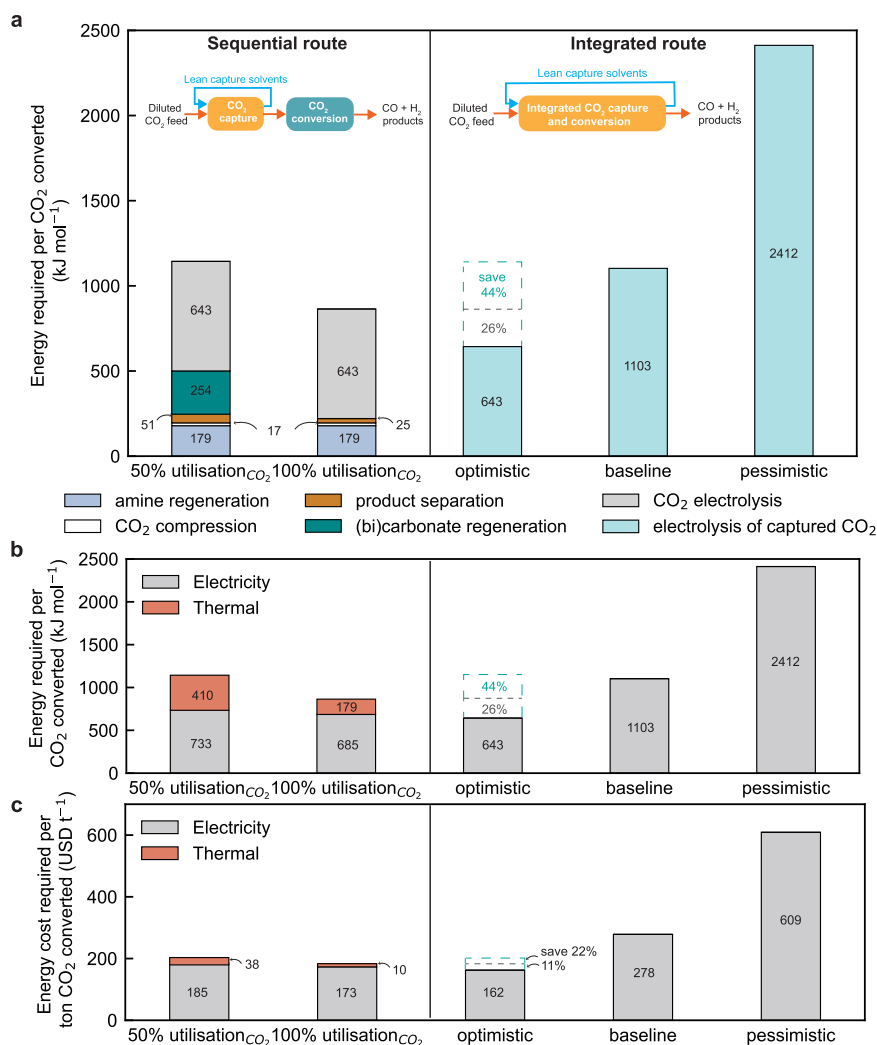 a
Sequential route
Integrated route
Lean capture solvents
Diluted
CO₂ feed
CO₂
capture
CO₂
conversion
CO + H₂
products
Lean capture solvents
Diluted
CO₂ feed
Integrated CO₂ capture
and conversion
CO + H₂
products
Energy required per CO₂ converted
(kJ mol⁻¹)
2500
2000
1500
1000
500
0
643
254
51
179
17
643
25
179
save
44%
26%
643
1103
2412
50% utilisation_CO₂
100% utilisation_CO₂
optimistic
baseline
pessimistic
amine regeneration
product separation
CO₂ electrolysis
CO₂ compression
(bi)carbonate regeneration
electrolysis of captured CO₂
b
Energy required per
CO₂ converted (kJ mol⁻¹)
2500
2000
1500
1000
500
0
Electricity
Thermal
410
733
179
685
44%
26%
643
1103
2412
50% utilisation_CO₂
100% utilisation_CO₂
optimistic
baseline
pessimistic
c
Energy cost required per
ton CO₂ converted (USD t⁻¹)
600
400
200
0
Electricity
Thermal
38
185
10
173
save 22%
11%
162
278
609
50% utilisation_CO₂
100% utilisation_CO₂
optimistic
baseline
pessimistic